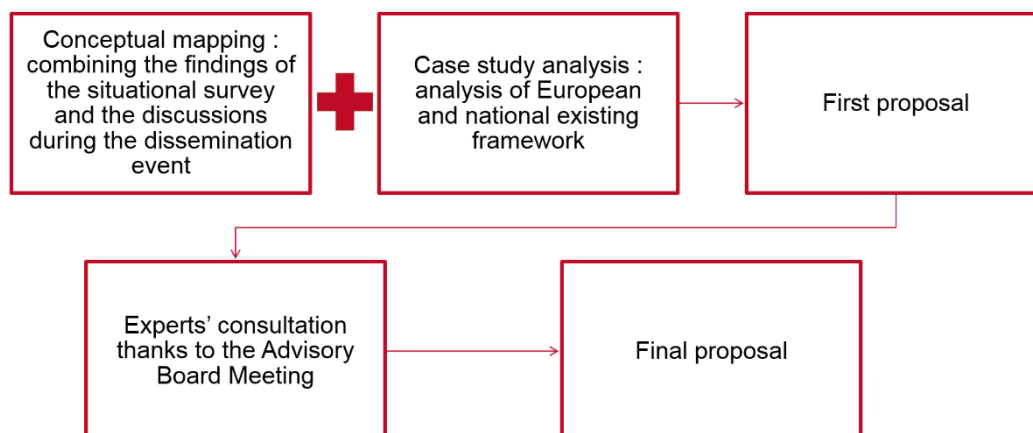 Conceptual mapping :
combining the findings of
the situational survey
and the discussions
during the dissemination
event
Case study analysis :
analysis of European
and national existing
framework
First proposal
Experts’ consultation
thanks to the Advisory
Board Meeting
Final proposal